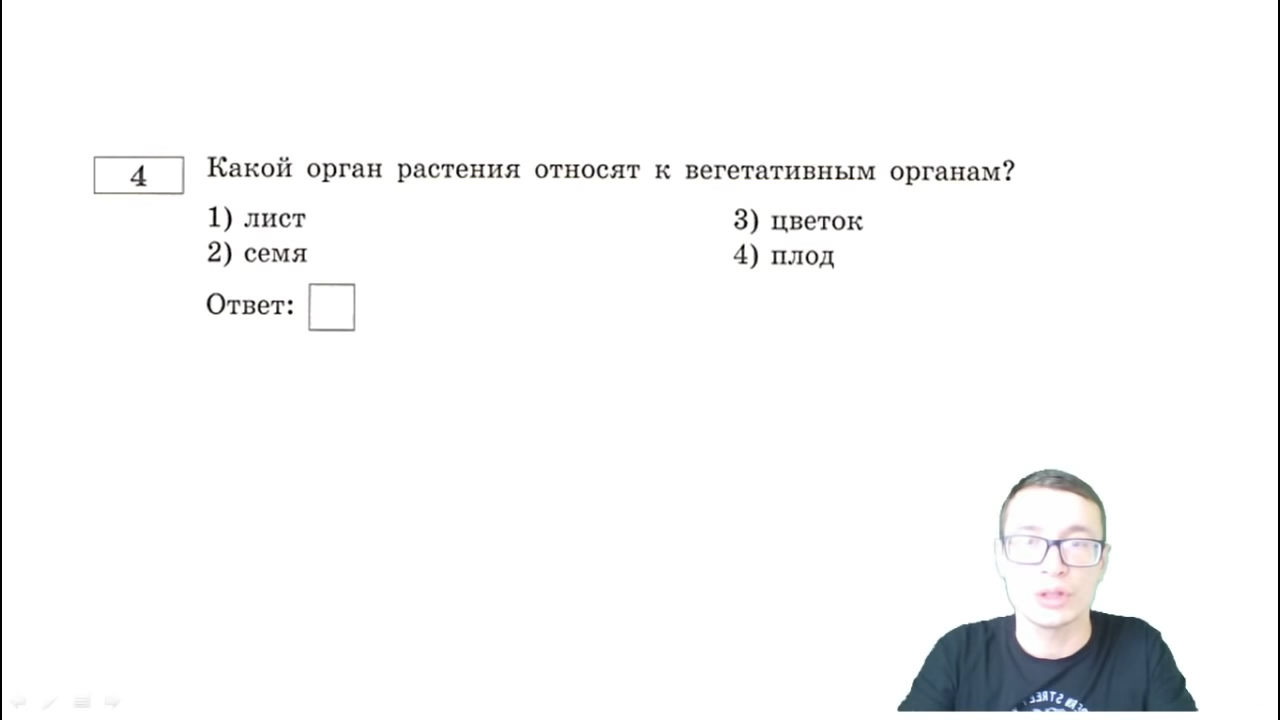 4 Какой орган растения относят к вегетативным органам?
1) лист
2) семя
3) цветок
4) плод
Ответ: